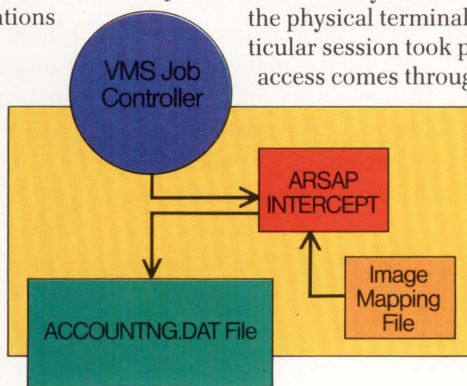 ations
the physical terminal
ticular session took p
access comes throug
VMS Job
Controller
ARSAP
INTERCEPT
Image
Mapping
File
ACCOUNTNG.DAT File